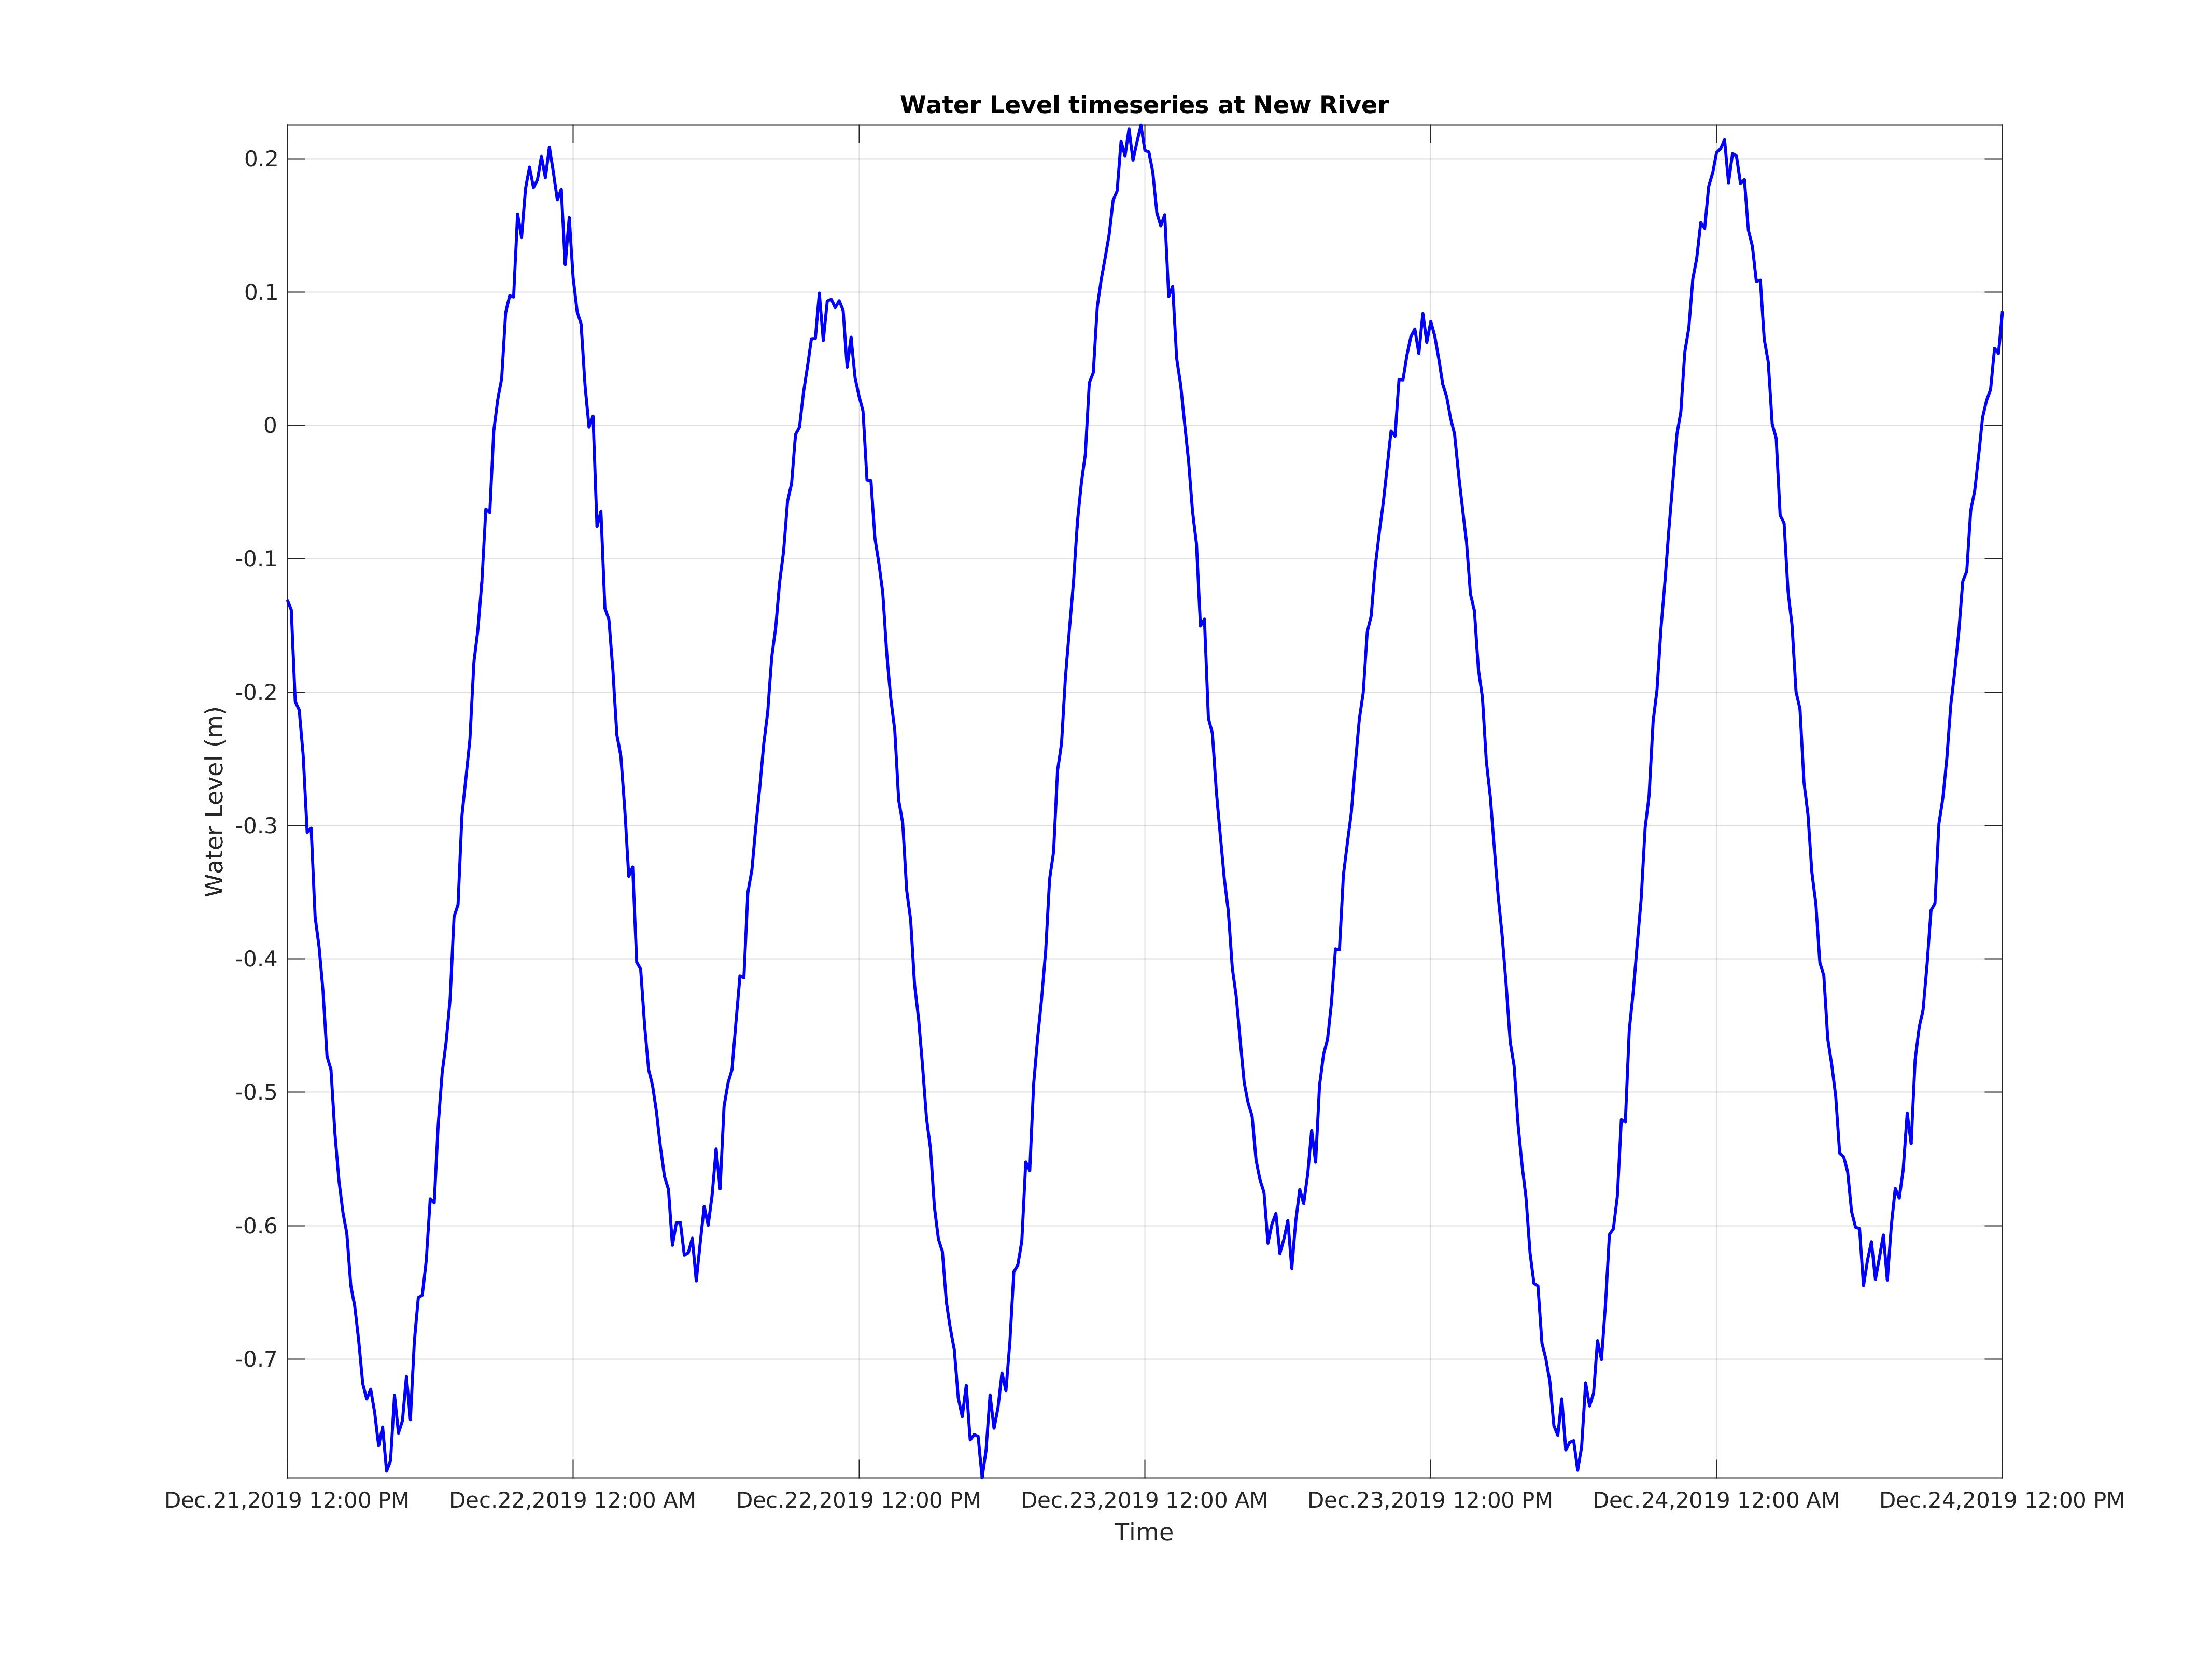 Water Level timeseries at New River
0.2
0.1
0
-0.1
-0.2
-0.3
-0.4
-0.5
-0.6
-0.7
Water Level (m)
Dec.21,2019 12:00 PM Dec.22,2019 12:00 AM Dec.22,2019 12:00 PM Dec.23,2019 12:00 AM Dec.23,2019 12:00 PM Dec.24,2019 12:00 AM Dec.24,2019 12:00 PM
Time